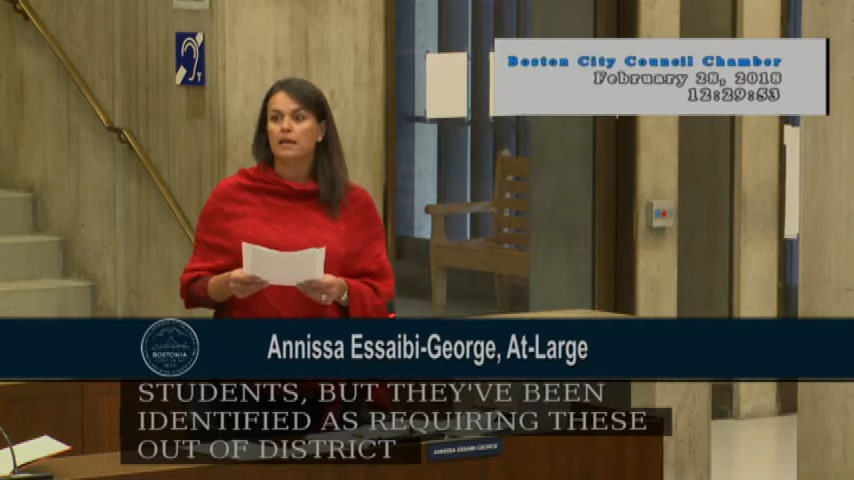 Boston City Council Chamber
February 28, 2018
12:29:53
BOSTONIA
Annissa Essaibi-George, At-Large
STUDENTS, BUT THEY'VE BEEN
IDENTIFIED AS REQUIRING THESE
OUT OF DISTRICT
ANNISSA ESSAIBI-GEORGE